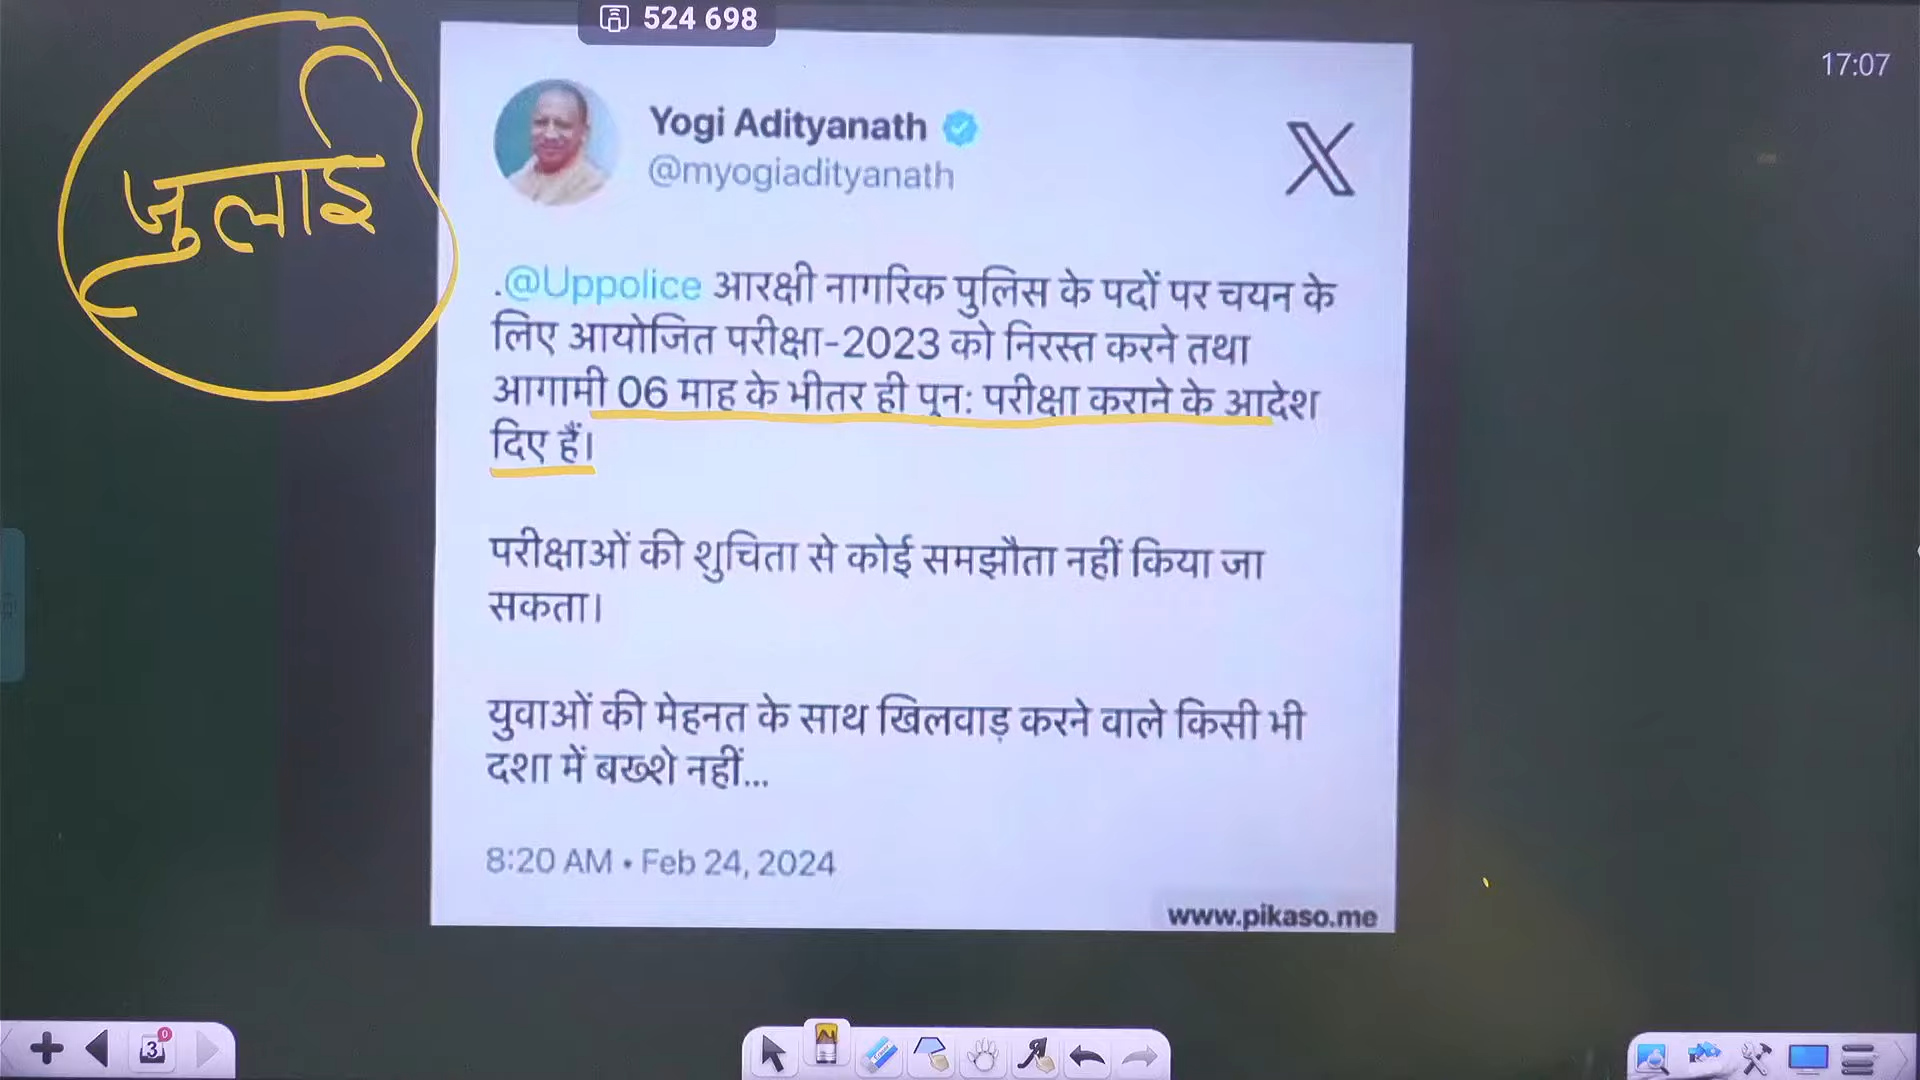 524 698
17:07
जुलाई
Yogi Adityanath
@myogiadityanath
.@Uppolice आरक्षी नागरिक पुलिस के पदों पर चयन के
लिए आयोजित परीक्षा-2023 को निरस्त करने तथा
आगामी 06 माह के भीतर ही पुन: परीक्षा कराने के आदेश
दिए हैं।
परीक्षाओं की शुचिता से कोई समझौता नहीं किया जा
सकता।
युवाओं की मेहनत के साथ खिलवाड़ करने वाले किसी भी
दशा में बख्शे नहीं...
8:20 AM • Feb 24, 2024
www.pikaso.me
3
0